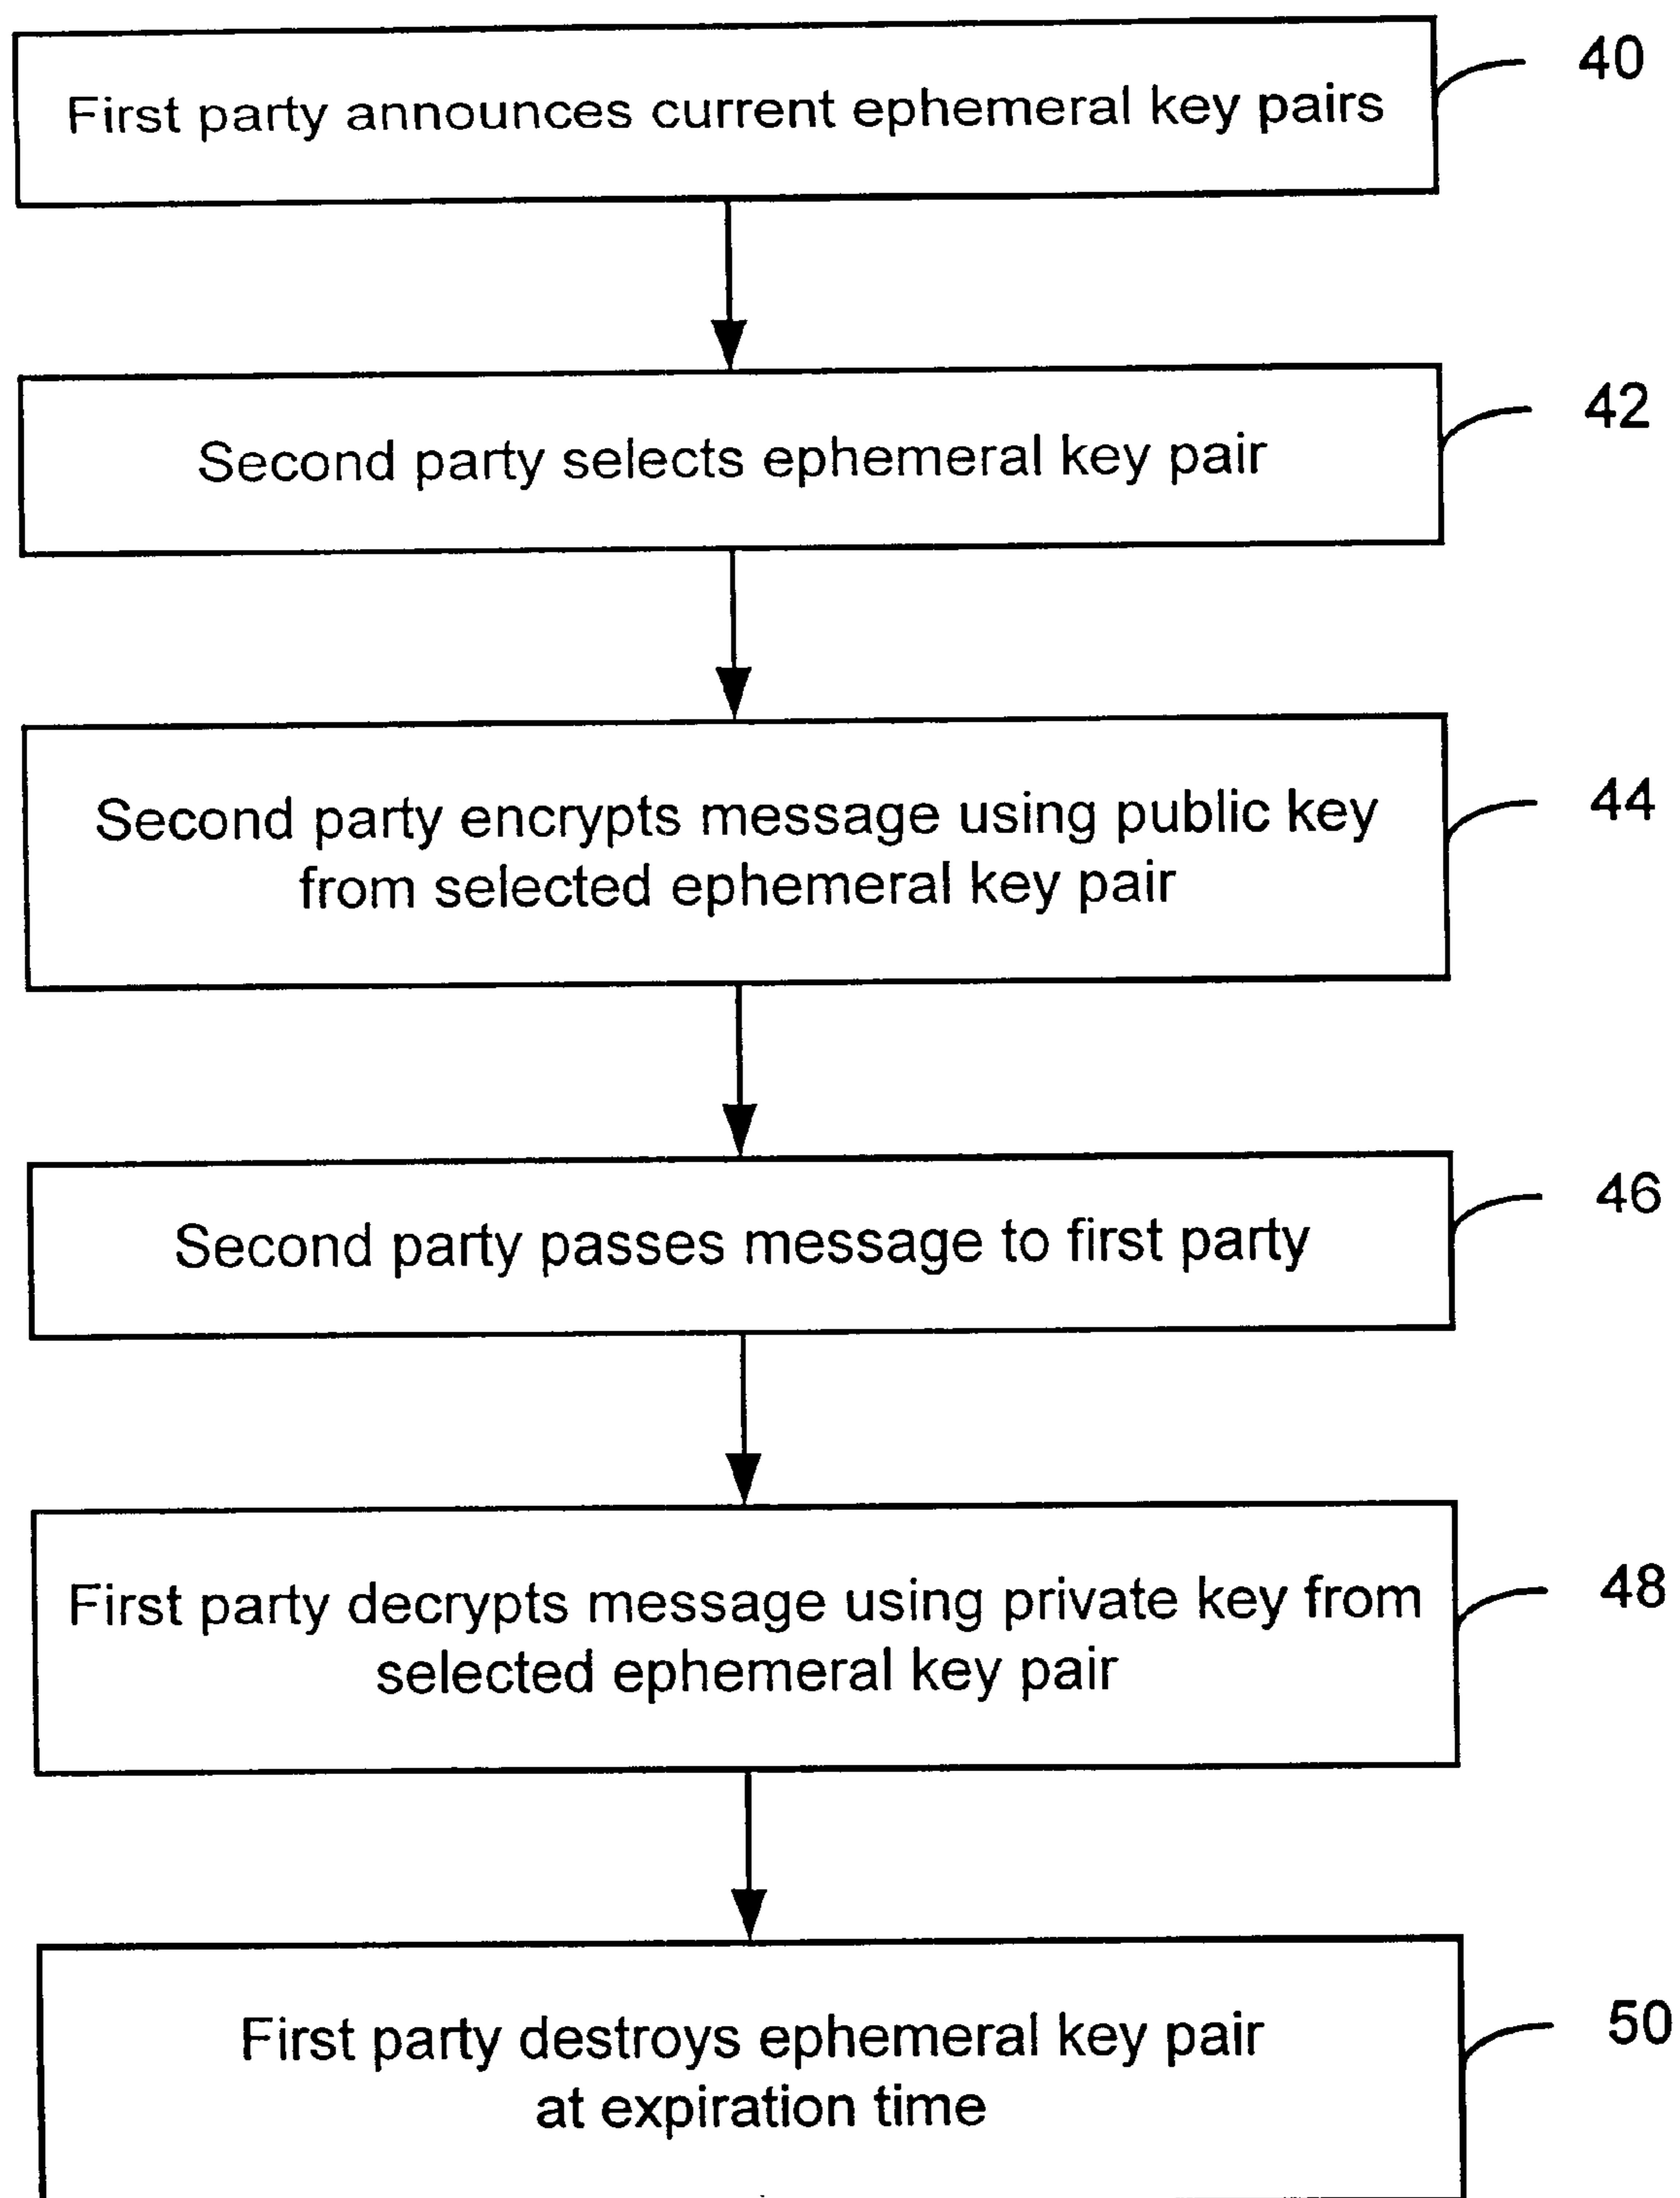 First party announces current ephemeral key pairs
40
Second party selects ephemeral key pair
42
Second party encrypts message using public key
from selected ephemeral key pair
44
Second party passes message to first party
46
First party decrypts message using private key from
selected ephemeral key pair
48
First party destroys ephemeral key pair
at expiration time
50